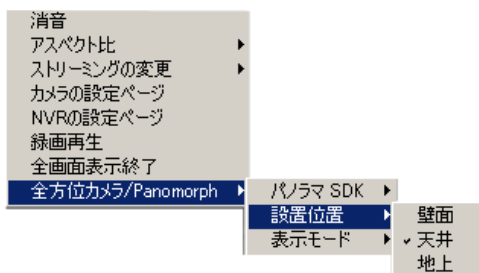 消音
アスペクト比
ストリーミングの変更
カメラの設定ページ
NVRの設定ページ
録画再生
全画面表示終了
全方位カメラ/Panomorph
パノラマ SDK
設置位置
表示モード
壁面
天井
地上